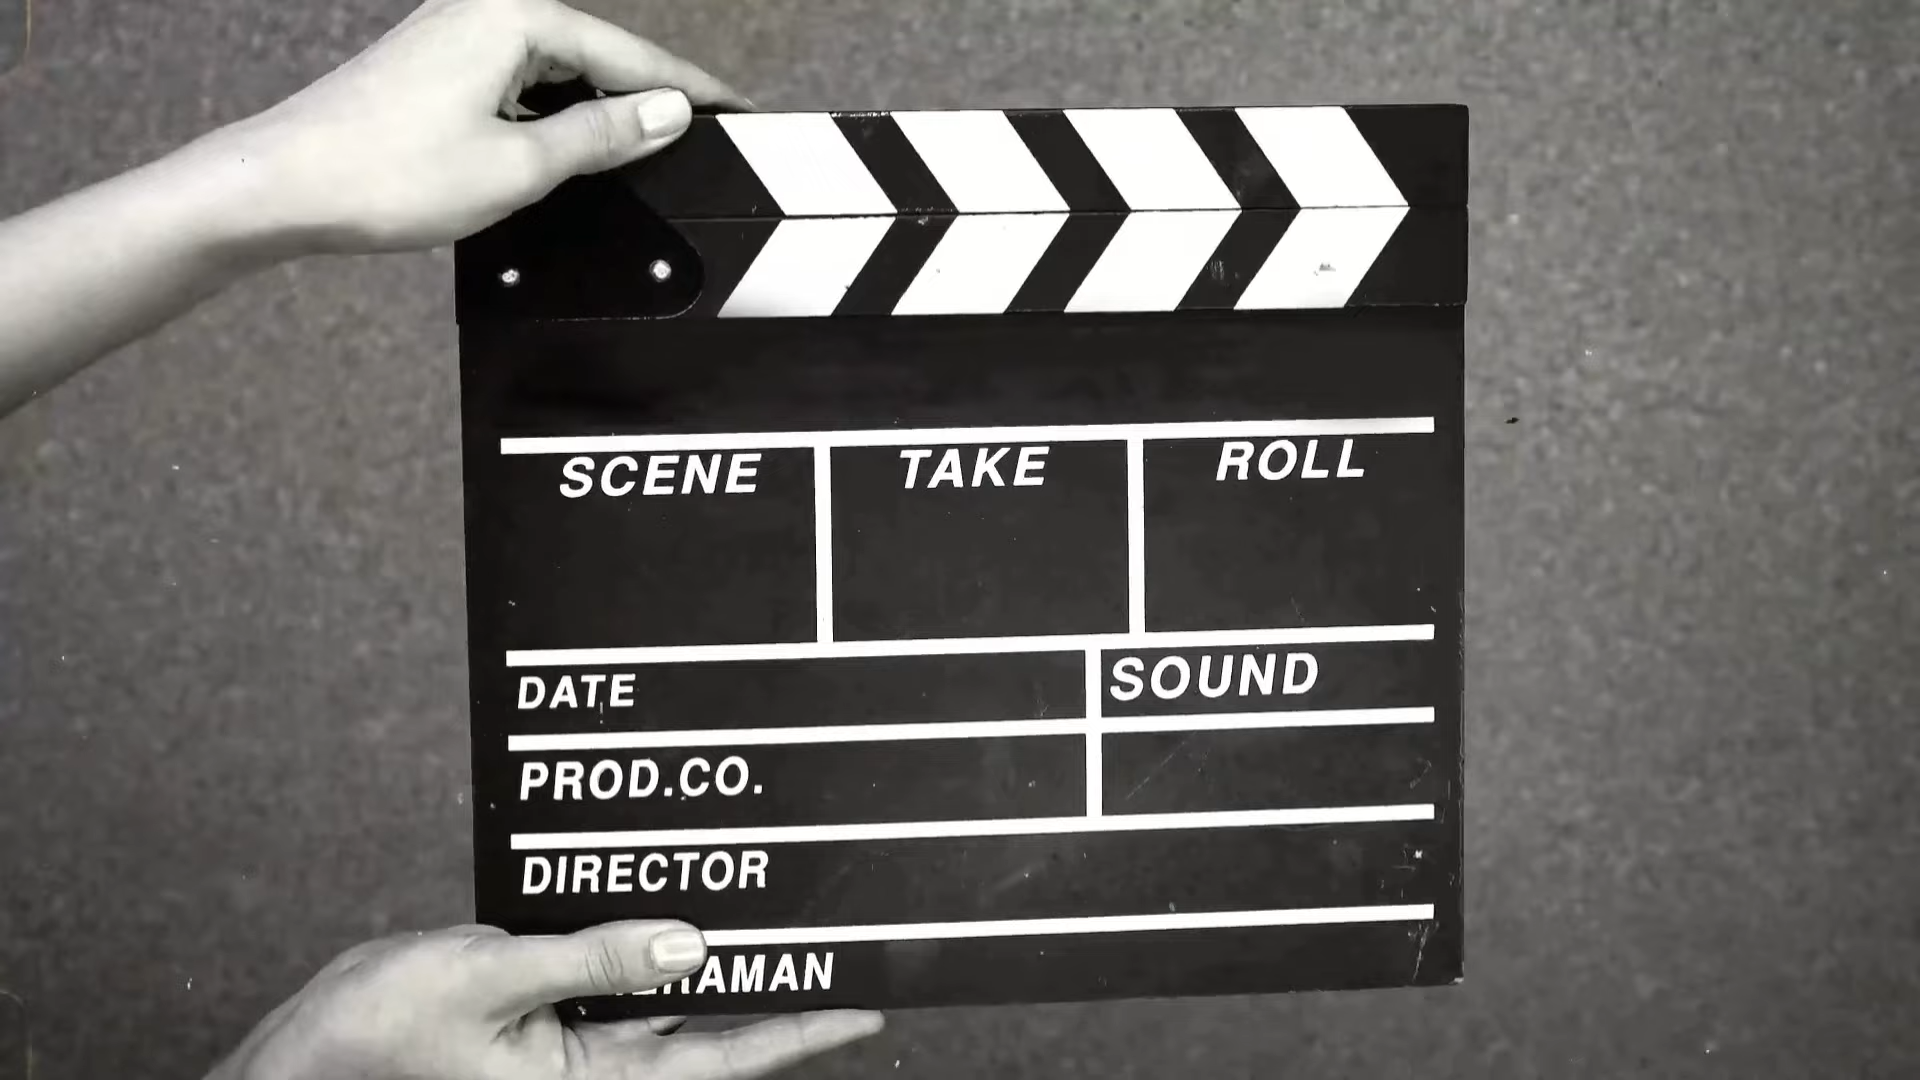 SCENE TAKE ROLL
DATE SOUND
PROD.CO.
DIRECTOR